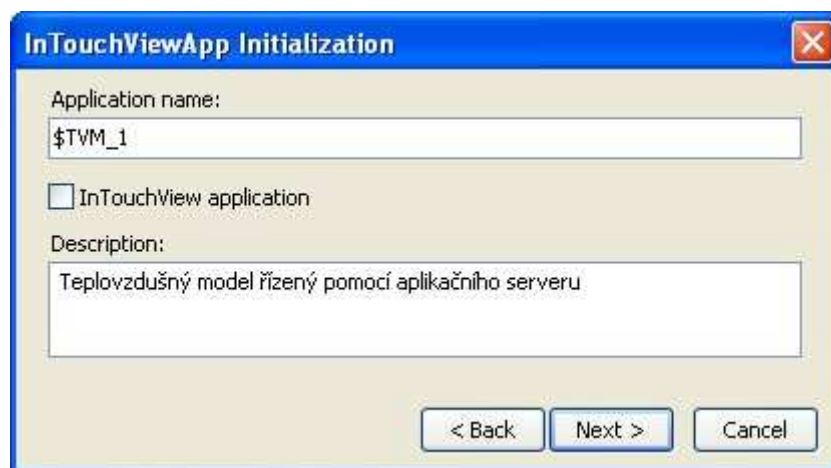 InTouchViewApp Initialization
Application name:
$TVM_1
InTouchView application
Description:
Teplovzdušný model řízený pomocí aplikačního serveru
< Back Next > Cancel